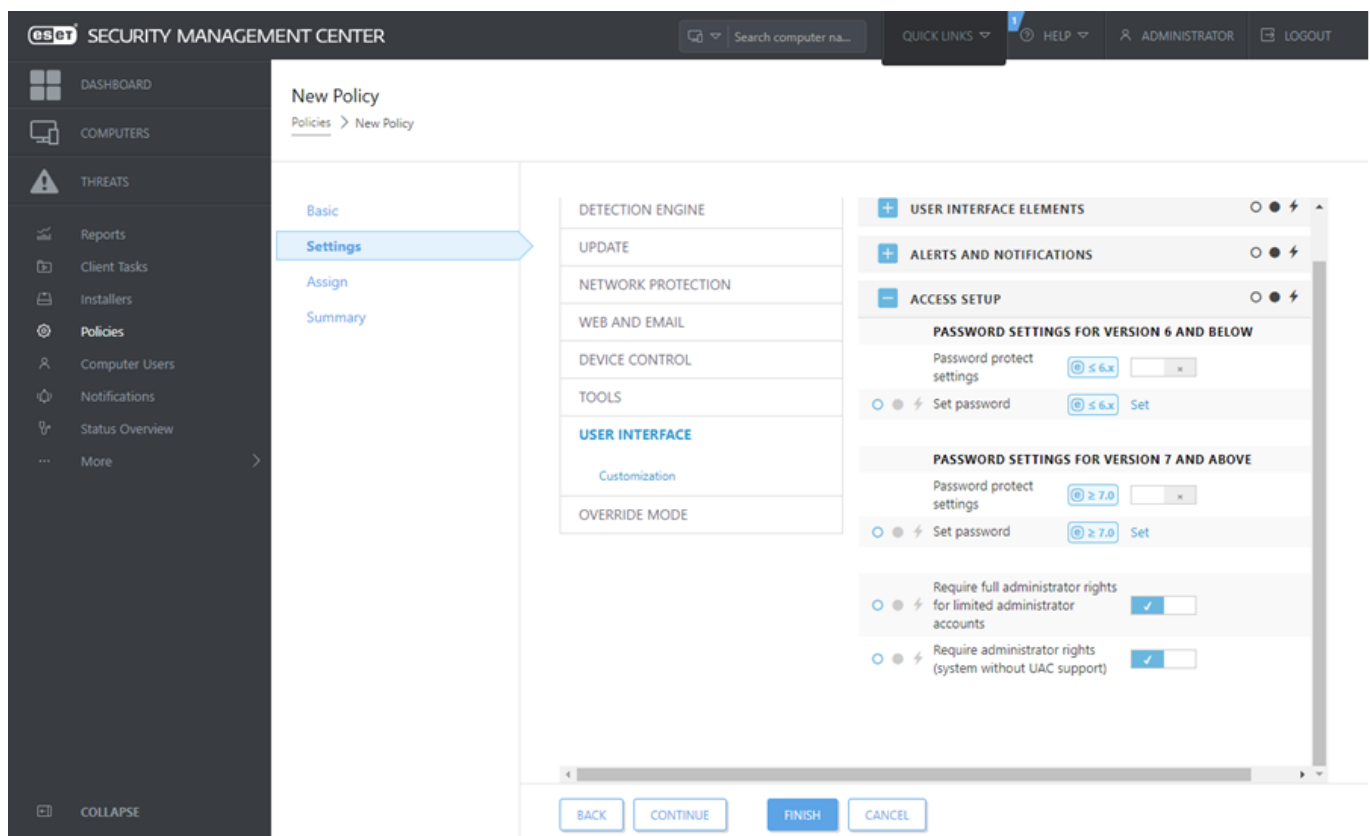 eset SECURITY MANAGEMENT CENTER
Search computer na...
QUICK LINKS
1
HELP
ADMINISTRATOR
LOGOUT
DASHBOARD
COMPUTERS
THREATS
Reports
Client Tasks
Installers
Policies
Computer Users
Notifications
Status Overview
More
COLLAPSE
New Policy
Policies > New Policy
Basic
Settings
Assign
Summary
DETECTION ENGINE
UPDATE
NETWORK PROTECTION
WEB AND EMAIL
DEVICE CONTROL
TOOLS
USER INTERFACE
Customization
OVERRIDE MODE
USER INTERFACE ELEMENTS
ALERTS AND NOTIFICATIONS
ACCESS SETUP
PASSWORD SETTINGS FOR VERSION 6 AND BELOW
Password protect
settings
e ≤ 6.x
Set password e ≤ 6.x Set
PASSWORD SETTINGS FOR VERSION 7 AND ABOVE
Password protect
settings
e ≥ 7.0
Set password e ≥ 7.0 Set
Require full administrator rights
for limited administrator
accounts
Require administrator rights
(system without UAC support)
BACK CONTINUE FINISH CANCEL